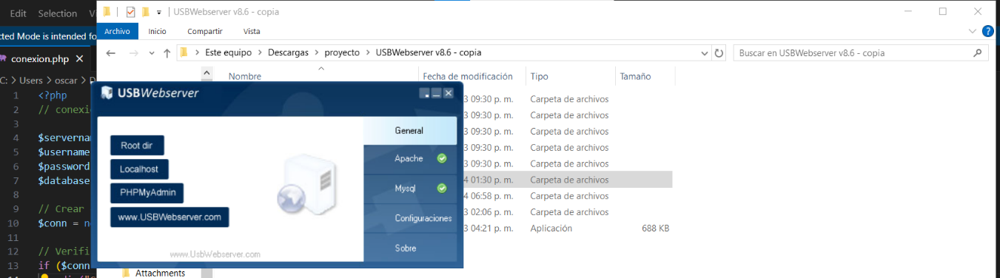 Edit Selection
USBWebserver v8.6 - copia
cted Mode is intended fo
Archivo Inicio Compartir Vista
conexion.php
Este equipo > Descargas > proyecto > USBWebserver v8.6 - copia
Buscar en USBWebserver v8.6 - copia
C: > Users > oscar > D
Nombre Fecha de modificación Tipo Tamaño
1 <?php
2 // conexi
3
4 $servernam
5 $username
6 $password
7 $database
8
9 // Crear
10 $conn = ne
11
12 // Verifi
13 if ($conn
USBWebserver
General
Root dir
Localhost
PHPMyAdmin
www.USBWebserver.com
Apache
Mysql
Configuraciones
Sobre
www.UsbWebserver.com
3 09:30 p. m. Carpeta de archivos
3 09:30 p. m. Carpeta de archivos
3 09:30 p. m. Carpeta de archivos
3 09:30 p. m. Carpeta de archivos
3 09:30 p. m. Carpeta de archivos
4 01:30 p. m. Carpeta de archivos
4 06:58 p. m. Carpeta de archivos
3 02:06 p. m. Carpeta de archivos
3 04:21 p. m. Aplicación 688 KB
Attachments